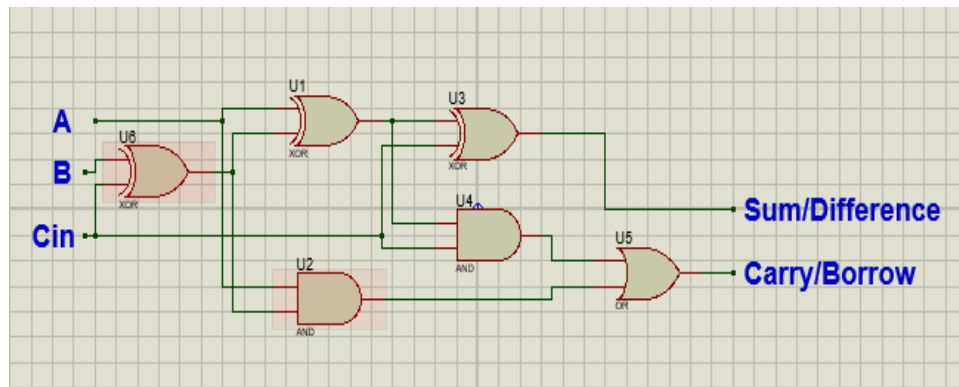 U1
XOR
U3
XOR
A
U6
XOR
B
U4
AND
Sum/Difference
Cin
U5
OR
Carry/Borrow
U2
AND